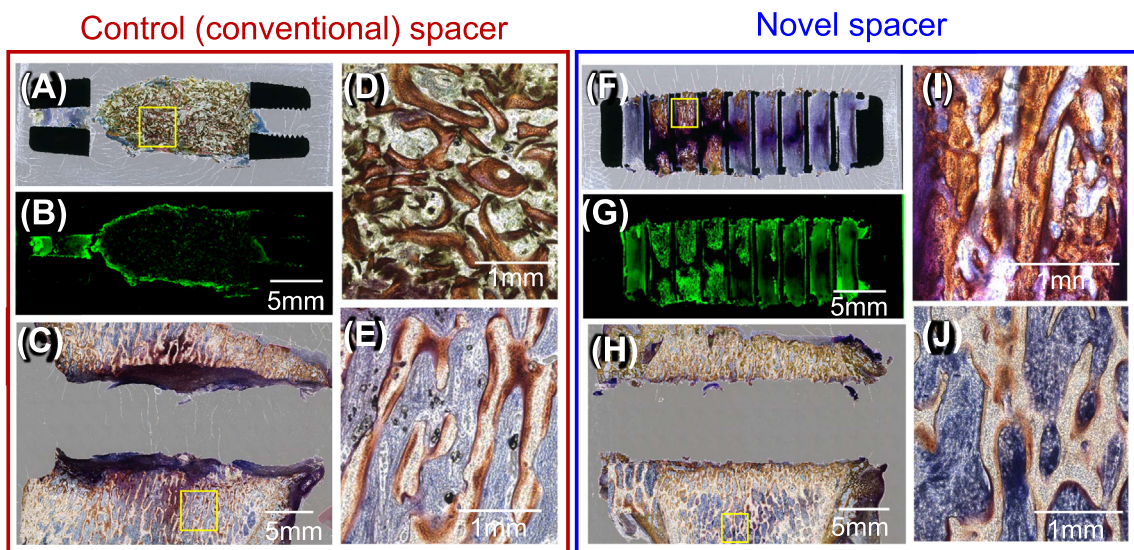 Control (conventional) spacer
Novel spacer
(A)
(D)
(F)
(I)
(B)
5mm
1mm
(G)
5mm
1mm
(C)
5mm
(E)
1mm
(H)
5mm
(J)
1mm